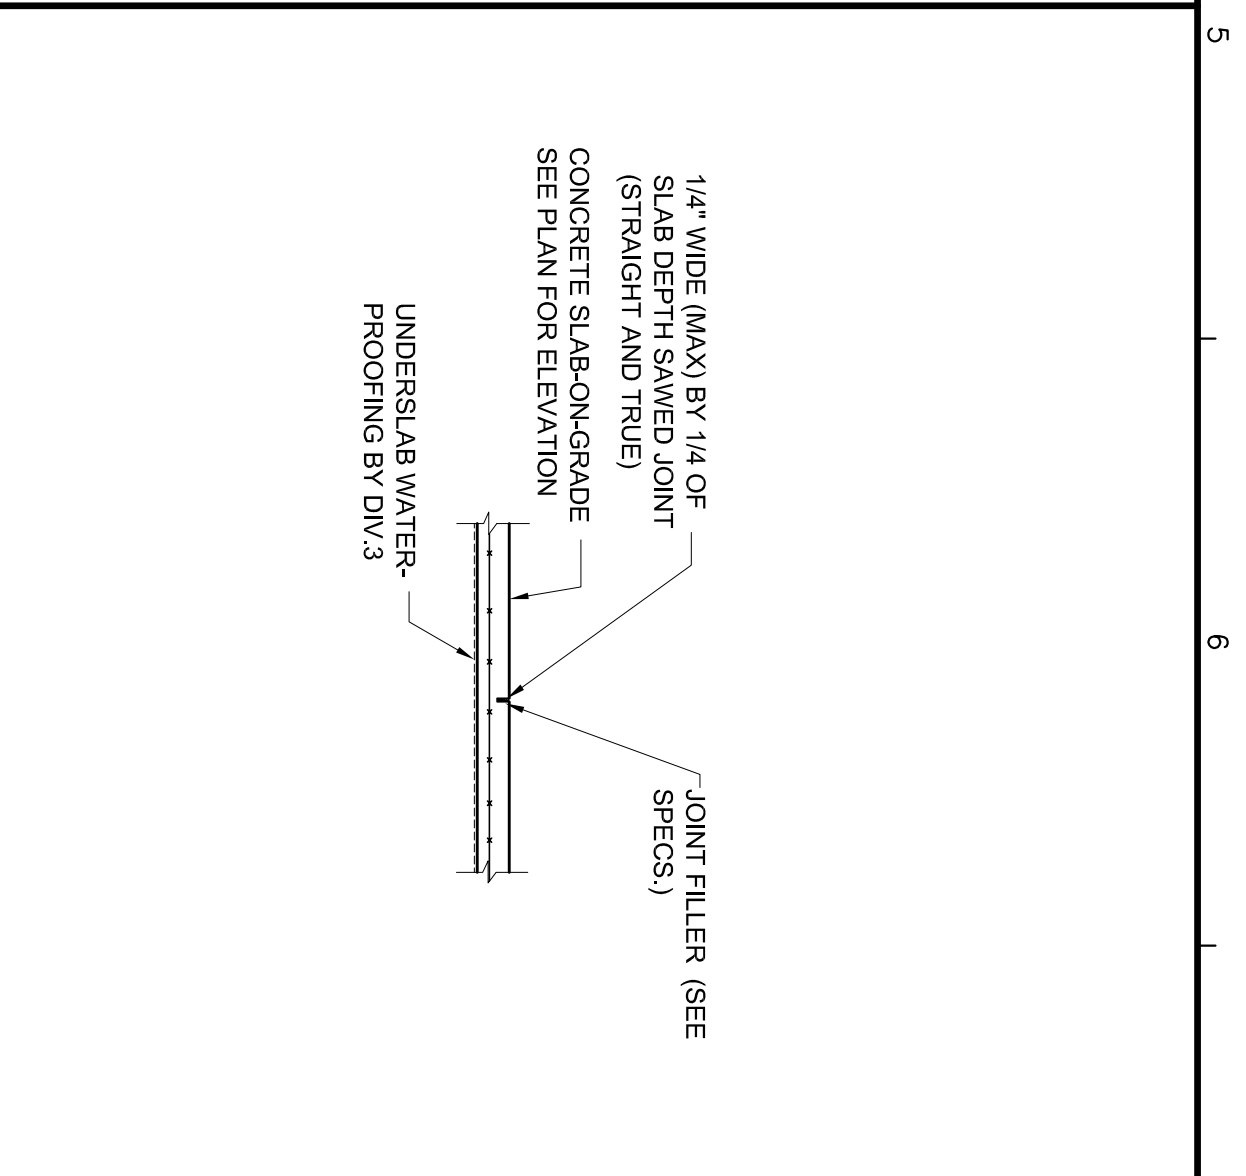 5
6
1/4" WIDE (MAX) BY 1/4 OF
SLAB DEPTH SAWED JOINT
(STRAIGHT AND TRUE)
JOINT FILLER (SEE
SPECS.)
CONCRETE SLAB-ON-GRADE
SEE PLAN FOR ELEVATION
UNDERSLAB WATER-
PROOFING BY DIV.3